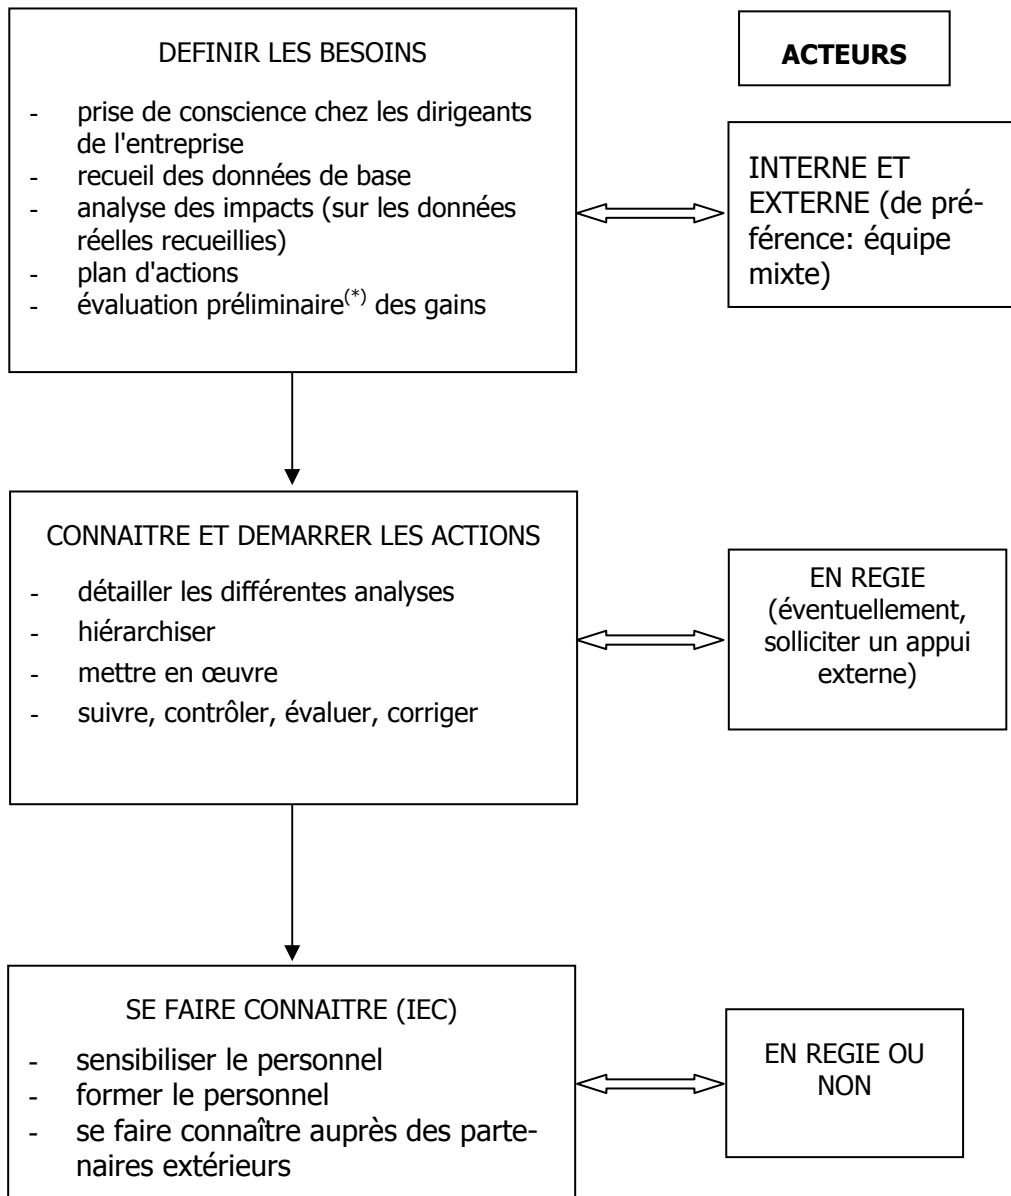 DEFINIR LES BESOINS
- prise de conscience chez les dirigeants
de l'entreprise
- recueil des données de base
- analyse des impacts (sur les données
réelles recueillies)
- plan d'actions
- évaluation préliminaire(*) des gains
ACTEURS
INTERNE ET
EXTERNE (de pré-
férence: équipe
mixte)
CONNAITRE ET DEMARRER LES ACTIONS
- détailler les différentes analyses
- hiérarchiser
- mettre en œuvre
- suivre, contrôler, évaluer, corriger
EN REGIE
(éventuellement,
solliciter un appui
externe)
SE FAIRE CONNAITRE (IEC)
- sensibiliser le personnel
- former le personnel
- se faire connaître auprès des parte-
naires extérieurs
EN REGIE OU
NON